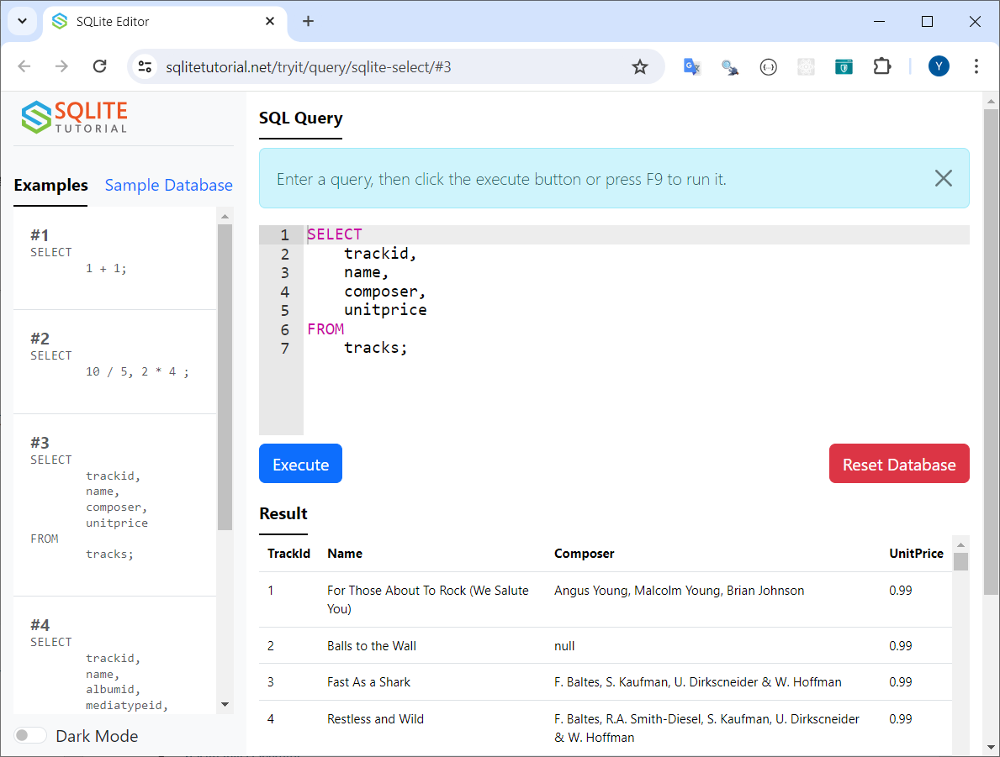 SQLite Editor
sqlitetutorial.net/tryit/query/sqlite-select/#3
Y
SQLITE
TUTORIAL
Examples
Sample Database
#1
SELECT
1 + 1;
#2
SELECT
10 / 5, 2 * 4 ;
#3
SELECT
trackid,
name,
composer,
unitprice
FROM
tracks;
#4
SELECT
trackid,
name,
albumid,
mediatypeid,
Dark Mode
SQL Query
Enter a query, then click the execute button or press F9 to run it.
1 SELECT
2 trackid,
3 name,
4 composer,
5 unitprice
6 FROM
7 tracks;
Execute
Reset Database
Result
TrackId Name Composer UnitPrice
1 For Those About To Rock (We Salute Angus Young, Malcolm Young, Brian Johnson 0.99
You)
2 Balls to the Wall null 0.99
3 Fast As a Shark F. Baltes, S. Kaufman, U. Dirkscneider & W. Hoffman 0.99
4 Restless and Wild F. Baltes, R.A. Smith-Diesel, S. Kaufman, U. Dirkscneider 0.99
& W. Hoffman